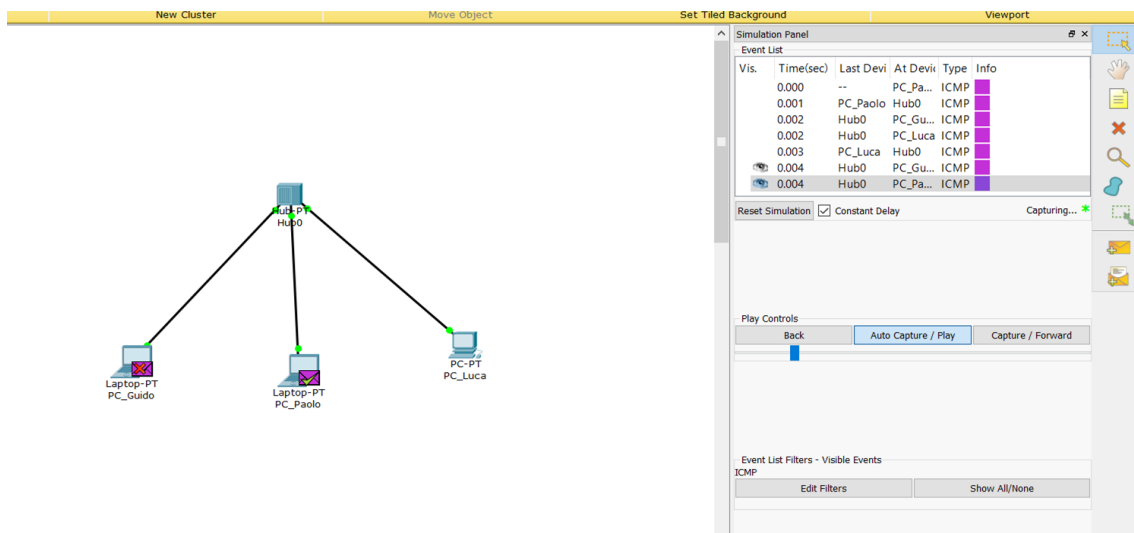 New Cluster Move Object Set Tiled Background Viewport
Simulation Panel
Event List
Vis. Time(sec) Last Devi At Devic Type Info
0.000 -- PC_Pa... ICMP
0.001 PC_Paolo Hub0 ICMP
0.002 Hub0 PC_Gu... ICMP
0.002 Hub0 PC_Luca ICMP
0.003 PC_Luca Hub0 ICMP
0.004 Hub0 PC_Gu... ICMP
0.004 Hub0 PC_Pa... ICMP
Reset Simulation Constant Delay Capturing... *
Hub-PT
Hub0
Play Controls
Back Auto Capture / Play Capture / Forward
Laptop-PT
PC_Guido
Laptop-PT
PC_Paolo
PC-PT
PC_Luca
Event List Filters - Visible Events
ICMP
Edit Filters Show All/None